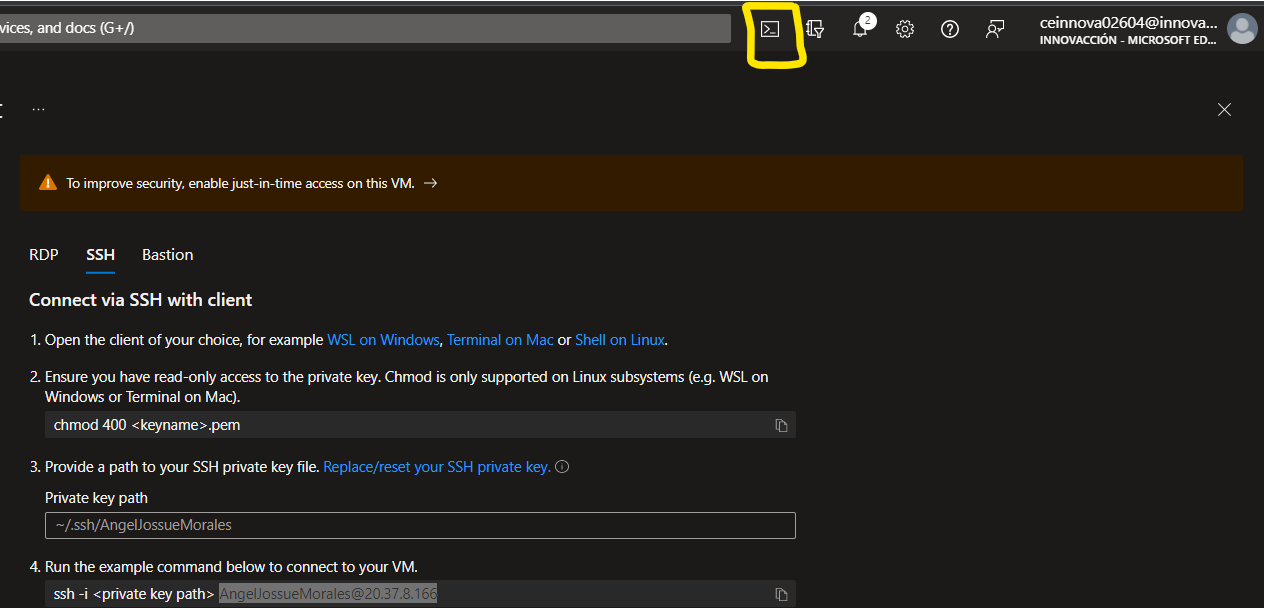 vices, and docs (G+/)
2
ceinnova02604@innova...
INNOVACCIÓN - MICROSOFT ED...
...
To improve security, enable just-in-time access on this VM. →
RDP SSH Bastion
Connect via SSH with client
1. Open the client of your choice, for example WSL on Windows, Terminal on Mac or Shell on Linux.
2. Ensure you have read-only access to the private key. Chmod is only supported on Linux subsystems (e.g. WSL on
Windows or Terminal on Mac).
chmod 400 <keyname>.pem
3. Provide a path to your SSH private key file. Replace/reset your SSH private key.
Private key path
~/.ssh/AngelJossueMorales
4. Run the example command below to connect to your VM.
ssh -i <private key path> AngelJossueMorales@20.37.8.166